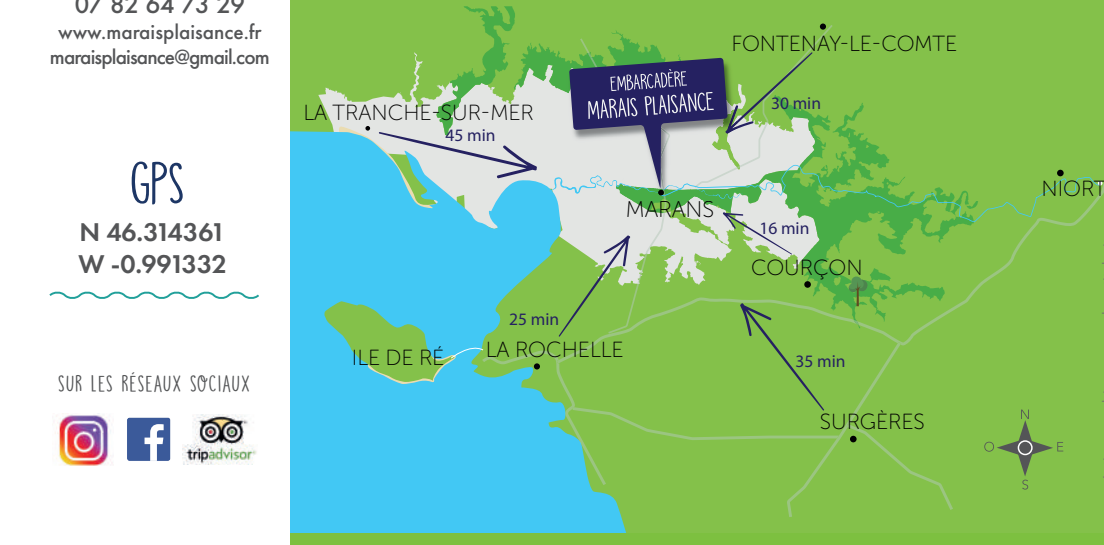 07 82 64 73 29
www.maraisplaisance.fr
maraisplaisance@gmail.com
GPS
N 46.314361
W -0.991332
SUR LES RÉSEAUX SOCIAUX
tripadvisor
FONTENAY-LE-COMTE
EMBARCADÈRE
MARAIS PLAISANCE
30 min
LA TRANCHE-SUR-MER
45 min
NIORT
MARANS
16 min
COURÇON
25 min
ILE DE RÉ
LA ROCHELLE
35 min
SURGÈRES
N
O
E
S